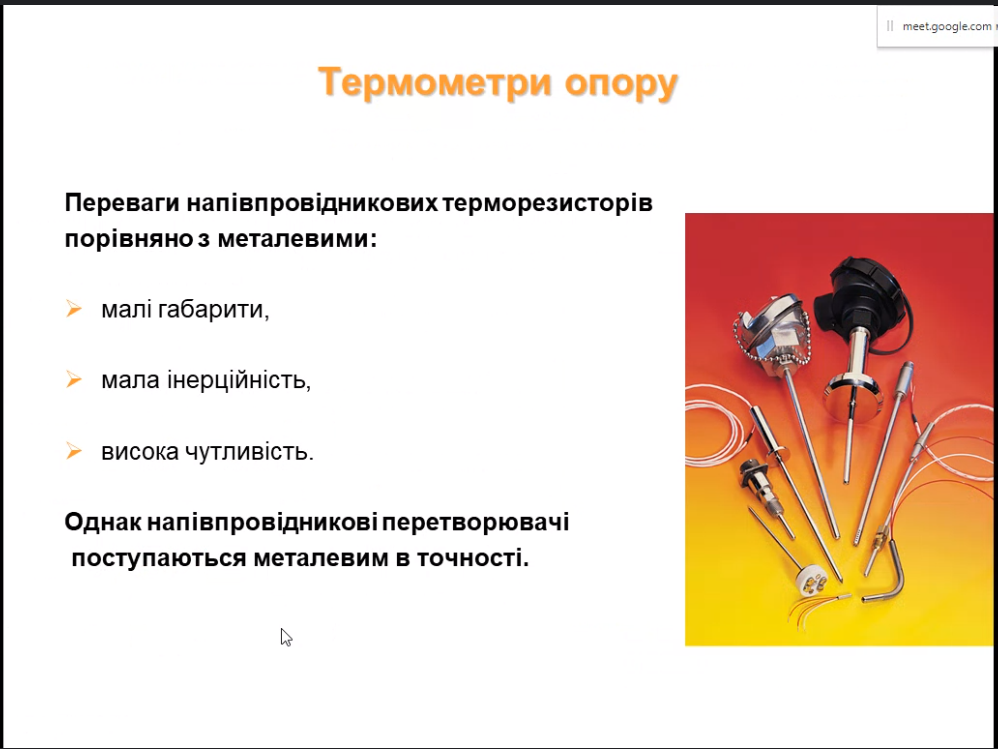 meet.google.com
Термометри опору
Переваги напівпровідникових терморезисторів
порівняно з металевими:
малі габарити,
мала інерційність,
висока чутливість.
Однак напівпровідникові перетворювачі
поступаються металевим в точності.